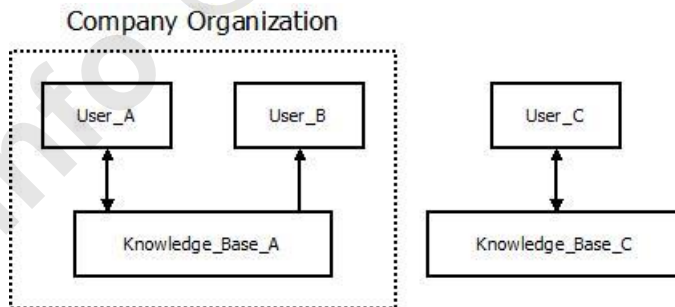 Company Organization
User_A
User_B
User_C
Knowledge_Base_A
Knowledge_Base_C